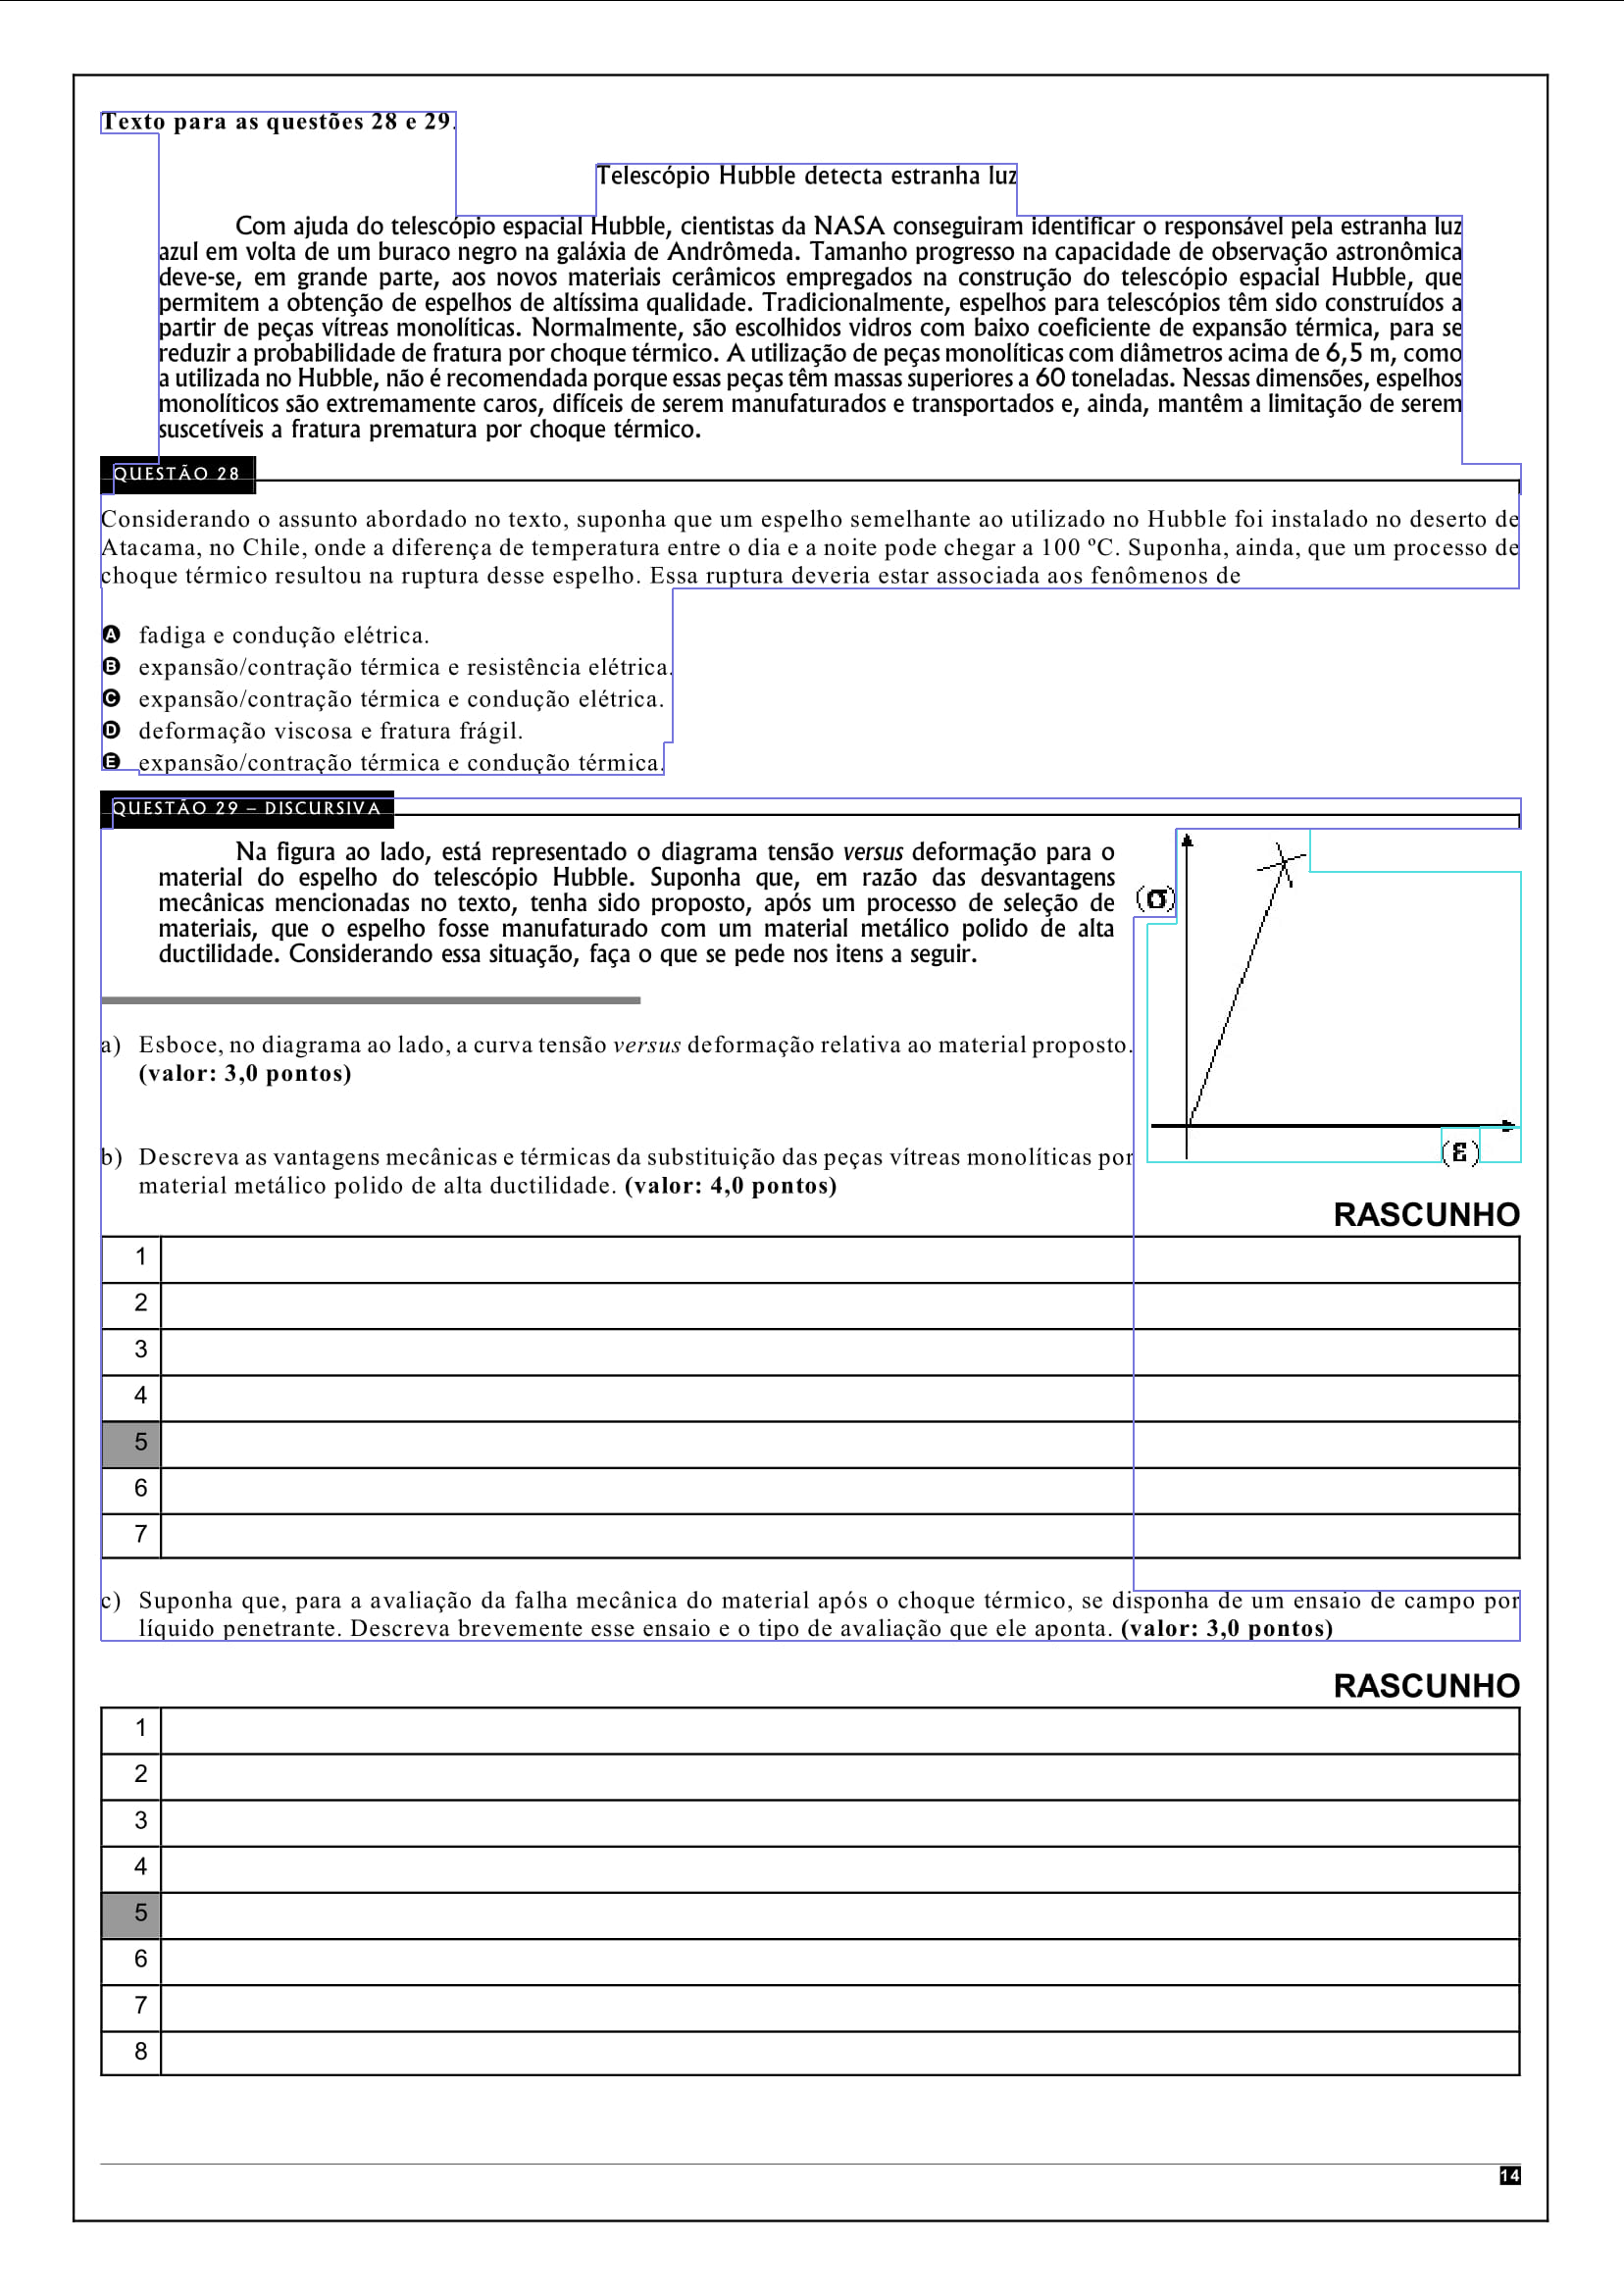 Texto para as questões 28 e 29.
Telescópio Hubble detecta estranha luz
Com ajuda do telescópio espacial Hubble, cientistas da NASA conseguiram identificar o responsável pela estranha luz
azul em volta de um buraco negro na galáxia de Andrômeda. Tamanho progresso na capacidade de observação astronômica
deve-se, em grande parte, aos novos materiais cerâmicos empregados na construção do telescópio espacial Hubble, que
permitem a obtenção de espelhos de altíssima qualidade. Tradicionalmente, espelhos para telescópios têm sido construídos a
partir de peças vítreas monolíticas. Normalmente, são escolhidos vidros com baixo coeficiente de expansão térmica, para se
reduzir a probabilidade de fratura por choque térmico. A utilização de peças monolíticas com diâmetros acima de 6,5 m, como
a utilizada no Hubble, não é recomendada porque essas peças têm massas superiores a 60 toneladas. Nessas dimensões, espelhos
monolíticos são extremamente caros, difíceis de serem manufaturados e transportados e, ainda, mantêm a limitação de serem
suscetíveis a fratura prematura por choque térmico.
QUESTÃO 28
Considerando o assunto abordado no texto, suponha que um espelho semelhante ao utilizado no Hubble foi instalado no deserto de
Atacama, no Chile, onde a diferença de temperatura entre o dia e a noite pode chegar a 100 ºC. Suponha, ainda, que um processo de
choque térmico resultou na ruptura desse espelho. Essa ruptura deveria estar associada aos fenômenos de
A fadiga e condução elétrica.
B expansão/contração térmica e resistência elétrica.
C expansão/contração térmica e condução elétrica.
D deformação viscosa e fratura frágil.
E expansão/contração térmica e condução térmica.
QUESTÃO 29 – DISCURSIVA
Na figura ao lado, está representado o diagrama tensão versus deformação para o
material do espelho do telescópio Hubble. Suponha que, em razão das desvantagens
mecânicas mencionadas no texto, tenha sido proposto, após um processo de seleção de
materiais, que o espelho fosse manufaturado com um material metálico polido de alta
ductilidade. Considerando essa situação, faça o que se pede nos itens a seguir.
(σ)
(ε)
a) Esboce, no diagrama ao lado, a curva tensão versus deformação relativa ao material proposto.
(valor: 3,0 pontos)
b) Descreva as vantagens mecânicas e térmicas da substituição das peças vítreas monolíticas por
material metálico polido de alta ductilidade. (valor: 4,0 pontos)
RASCUNHO
1
2
3
4
5
6
7
c) Suponha que, para a avaliação da falha mecânica do material após o choque térmico, se disponha de um ensaio de campo por
líquido penetrante. Descreva brevemente esse ensaio e o tipo de avaliação que ele aponta. (valor: 3,0 pontos)
RASCUNHO
1
2
3
4
5
6
7
8
14